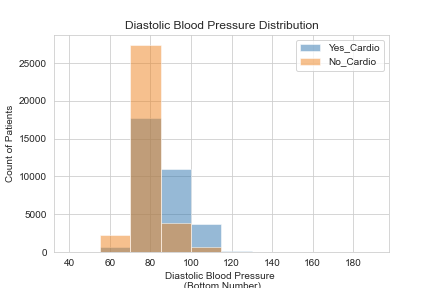 Diastolic Blood Pressure Distribution
Yes_Cardio
No_Cardio
25000
20000
15000
10000
5000
0
Count of Patients
40 60 80 100 120 140 160 180
Diastolic Blood Pressure
(Bottom Number)